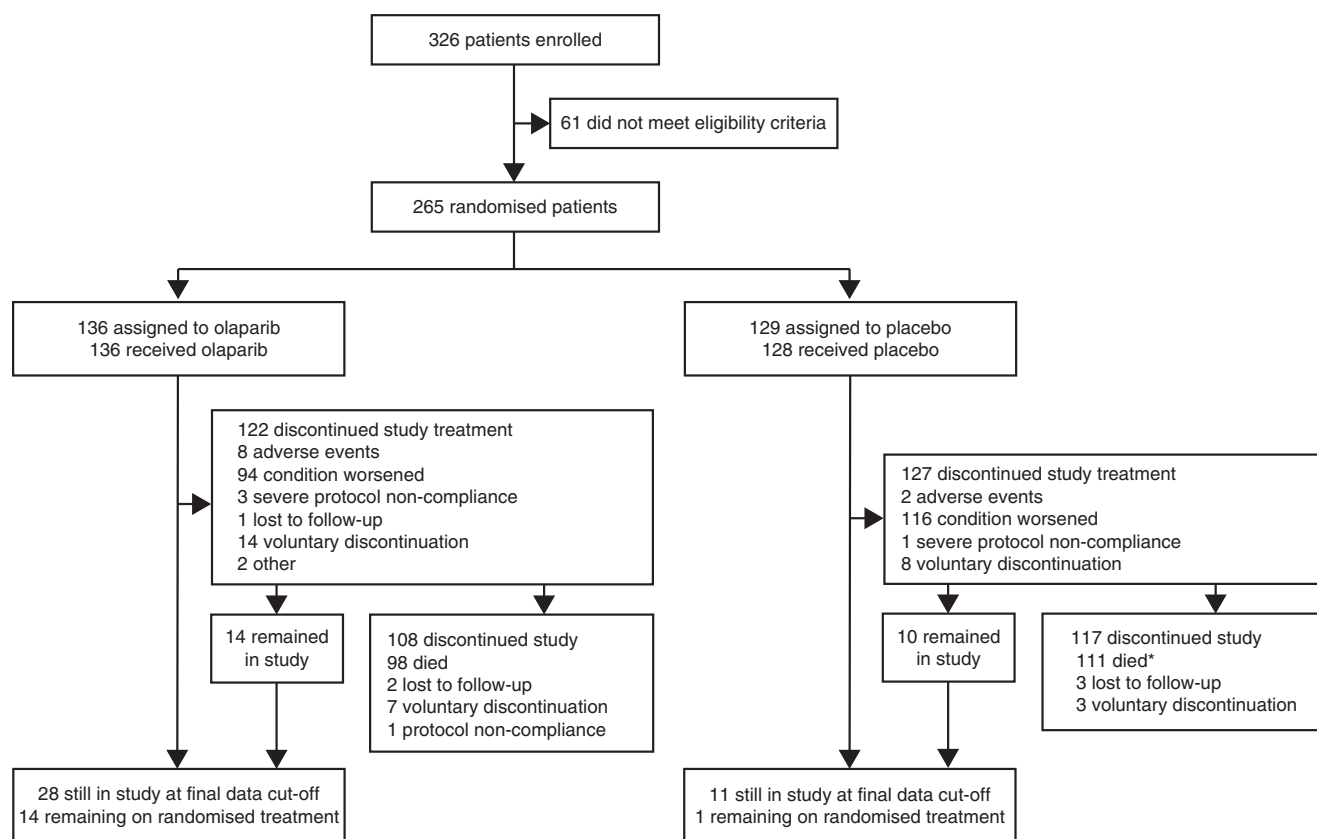 326 patients enrolled
61 did not meet eligibility criteria
265 randomised patients
136 assigned to olaparib
136 received olaparib
129 assigned to placebo
128 received placebo
122 discontinued study treatment
8 adverse events
94 condition worsened
3 severe protocol non-compliance
1 lost to follow-up
14 voluntary discontinuation
2 other
127 discontinued study treatment
2 adverse events
116 condition worsened
1 severe protocol non-compliance
8 voluntary discontinuation
14 remained
in study
108 discontinued study
98 died
2 lost to follow-up
7 voluntary discontinuation
1 protocol non-compliance
10 remained
in study
117 discontinued study
111 died*
3 lost to follow-up
3 voluntary discontinuation
28 still in study at final data cut-off
14 remaining on randomised treatment
11 still in study at final data cut-off
1 remaining on randomised treatment